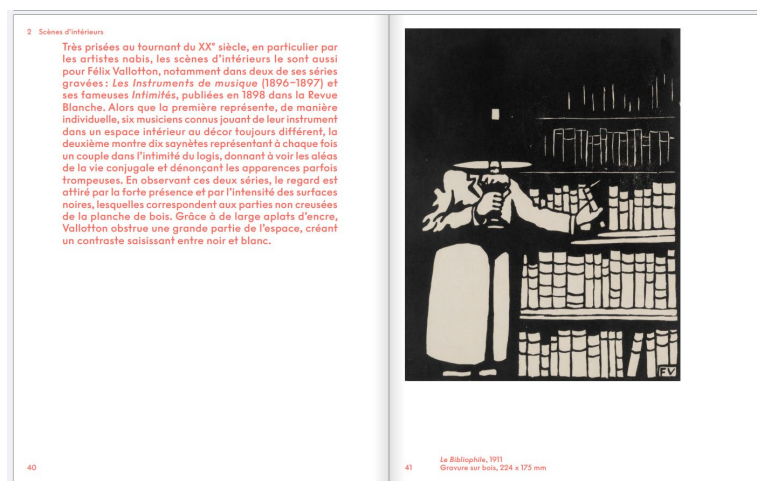 2 Scènes d'intérieurs
Très prisées au tournant du XXᵉ siècle, en particulier par
les artistes nabis, les scènes d'intérieurs le sont aussi
pour Félix Vallotton, notamment dans deux de ses séries
gravées : Les Instruments de musique (1896–1897) et
ses fameuses Intimités, publiées en 1898 dans la Revue
Blanche. Alors que la première représente, de manière
individuelle, six musiciens connus jouant de leur instrument
dans un espace intérieur au décor toujours différent, la
deuxième montre dix saynètes représentant à chaque fois
un couple dans l'intimité du logis, donnant à voir les aléas
de la vie conjugale et dénonçant les apparences parfois
trompeuses. En observant ces deux séries, le regard est
attiré par la forte présence et par l'intensité des surfaces
noires, lesquelles correspondent aux parties non creusées
de la planche de bois. Grâce à de large aplats d'encre,
Vallotton obstrue une grande partie de l'espace, créant
un contraste saisissant entre noir et blanc.
40
FV
Le Bibliophile, 1911
41 Gravure sur bois, 224 x 175 mm